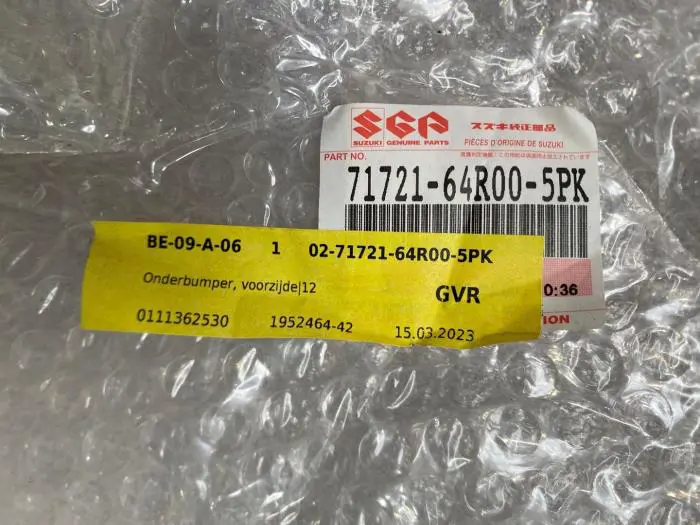 SGP
SUZUKI GENUINE PARTS
スズキ純正部品
PIÈCES D'ORIGINE DE SUZUKI
PART NO.
71721-64R00-5PK
BE-09-A-06 1 02-71721-64R00-5PK
Onderbumper, voorzijde|12
GVR
0:36
0111362530 1952464-42 15.03.2023
ION